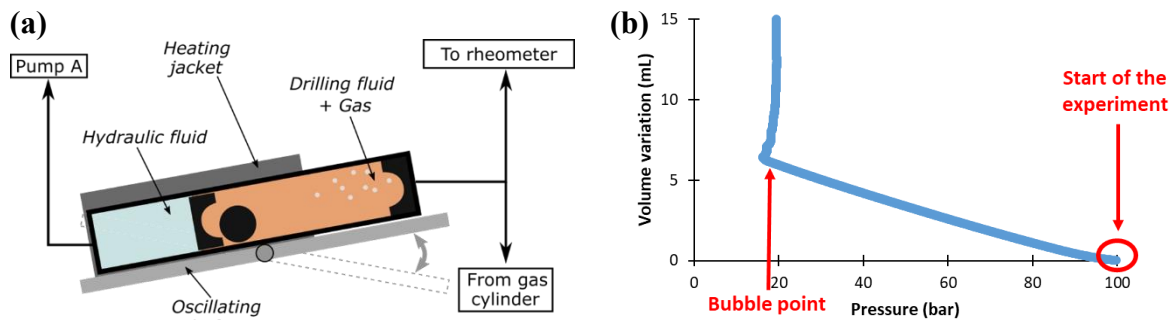 (a)
Pump A
Heating
jacket
To rheometer
Drilling fluid
+ Gas
Hydraulic fluid
From gas
cylinder
Oscillating
(b)
Volume variation (mL)
15
10
5
0
0
20
40
60
80
100
Pressure (bar)
Start of the
experiment
Bubble point